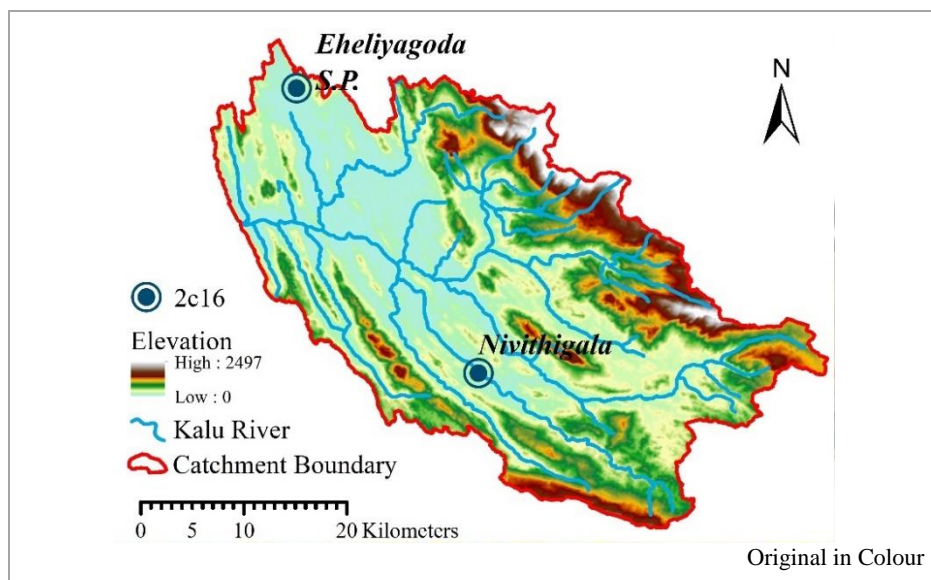 Eheliyagoda
S.P.
N
2c16
Nivithigala
Elevation
High : 2497
Low : 0
Kalu River
Catchment Boundary
0 5 10 20 Kilometers
Original in Colour